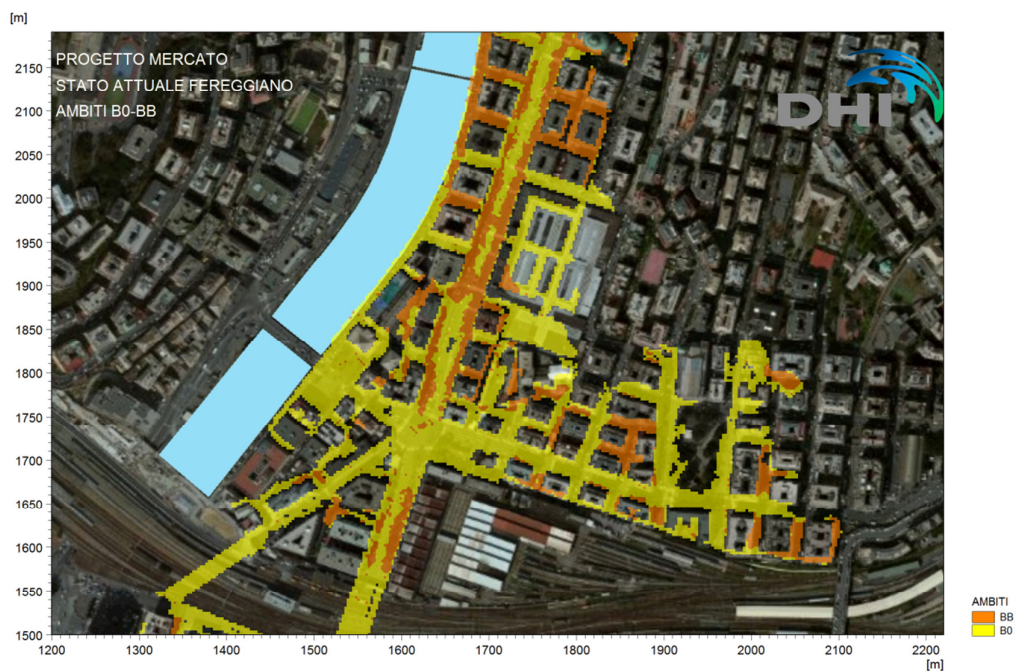 [m]
PROGETTO MERCATO
STATO ATTUALE FEREGGIANO
AMBITI B0-BB
DHI
2150
2100
2050
2000
1950
1900
1850
1800
1750
1700
1650
1600
1550
1500
1200 1300 1400 1500 1600 1700 1800 1900 2000 2100 2200
[m]
AMBITI
BB
B0